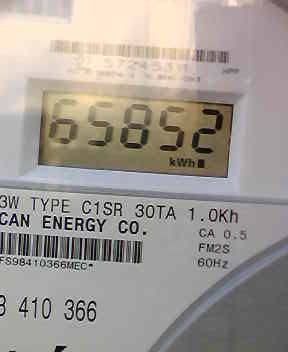 65852
kWh
3W TYPE C1SR 30TA 1.0Kh
CAN ENERGY CO.
CA 0.5
FM2S
FS98410366MEC*
60Hz
3 410 366